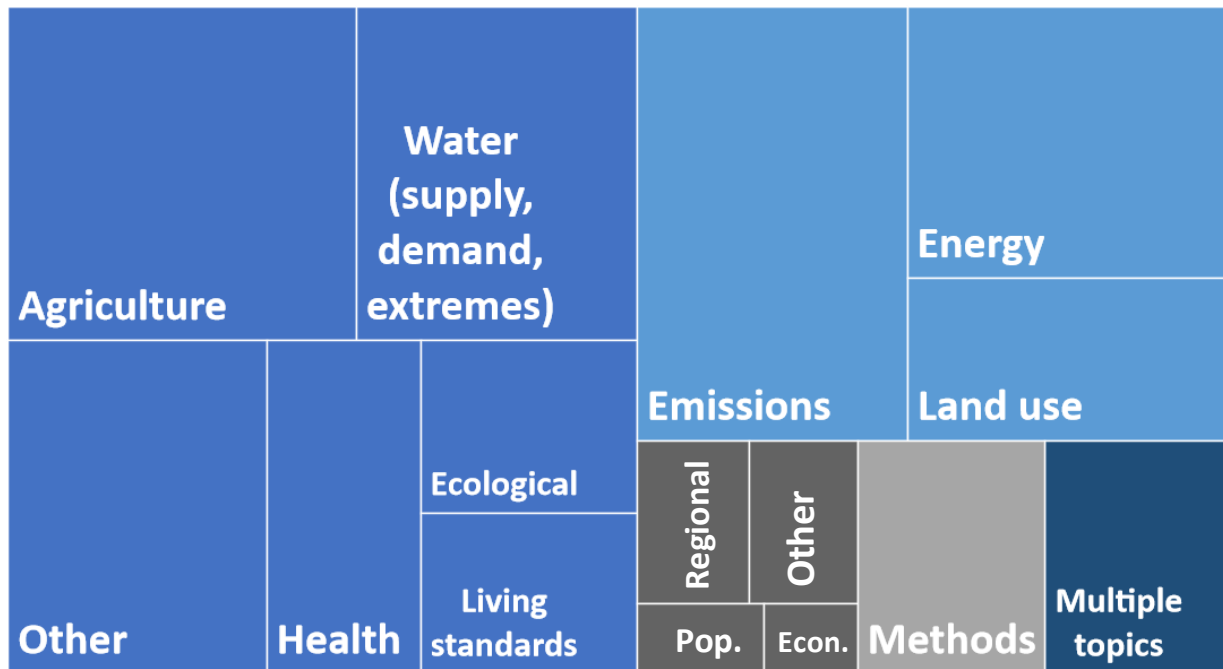 Agriculture
Water
(supply,
demand,
extremes)
Other
Health
Ecological
Living
standards
Emissions
Energy
Land use
Regional
Other
Pop.
Econ.
Methods
Multiple
topics